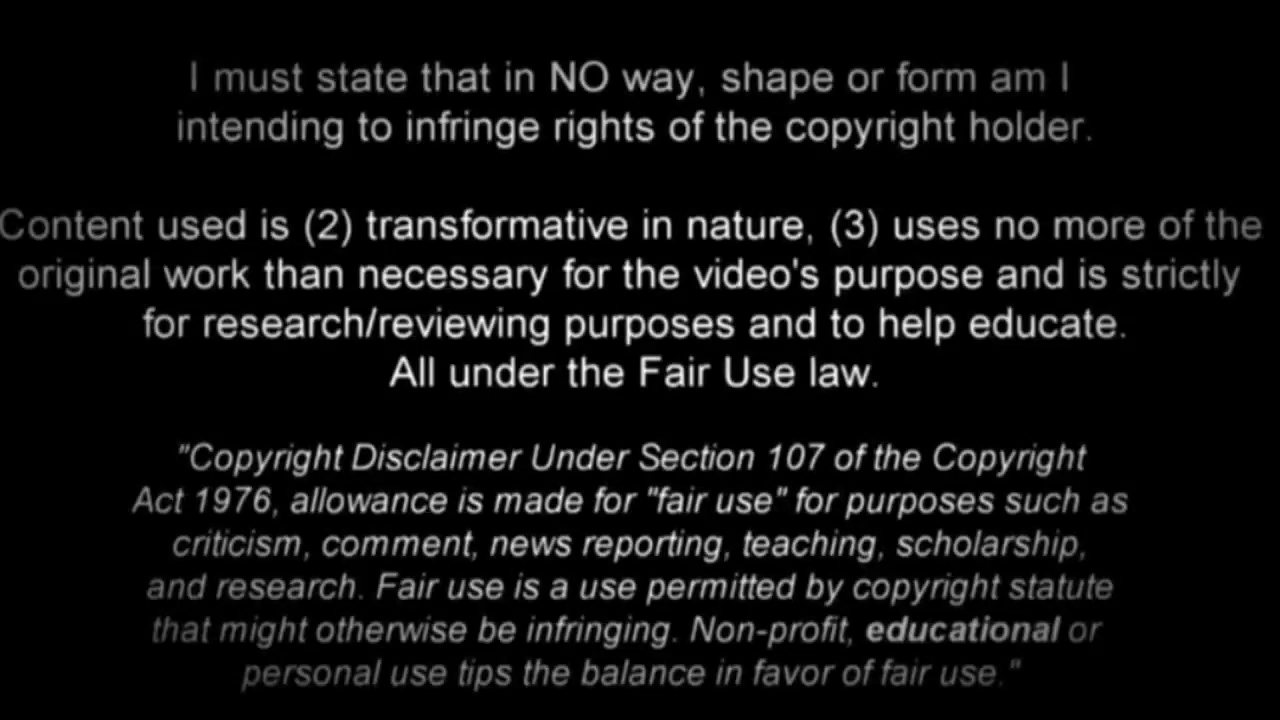 I must state that in NO way, shape or form am I
intending to infringe rights of the copyright holder.
Content used is (2) transformative in nature, (3) uses no more of the
original work than necessary for the video's purpose and is strictly
for research/reviewing purposes and to help educate.
All under the Fair Use law.
"Copyright Disclaimer Under Section 107 of the Copyright
Act 1976, allowance is made for "fair use" for purposes such as
criticism, comment, news reporting, teaching, scholarship,
and research. Fair use is a use permitted by copyright statute
that might otherwise be infringing. Non-profit, educational or
personal use tips the balance in favor of fair use."